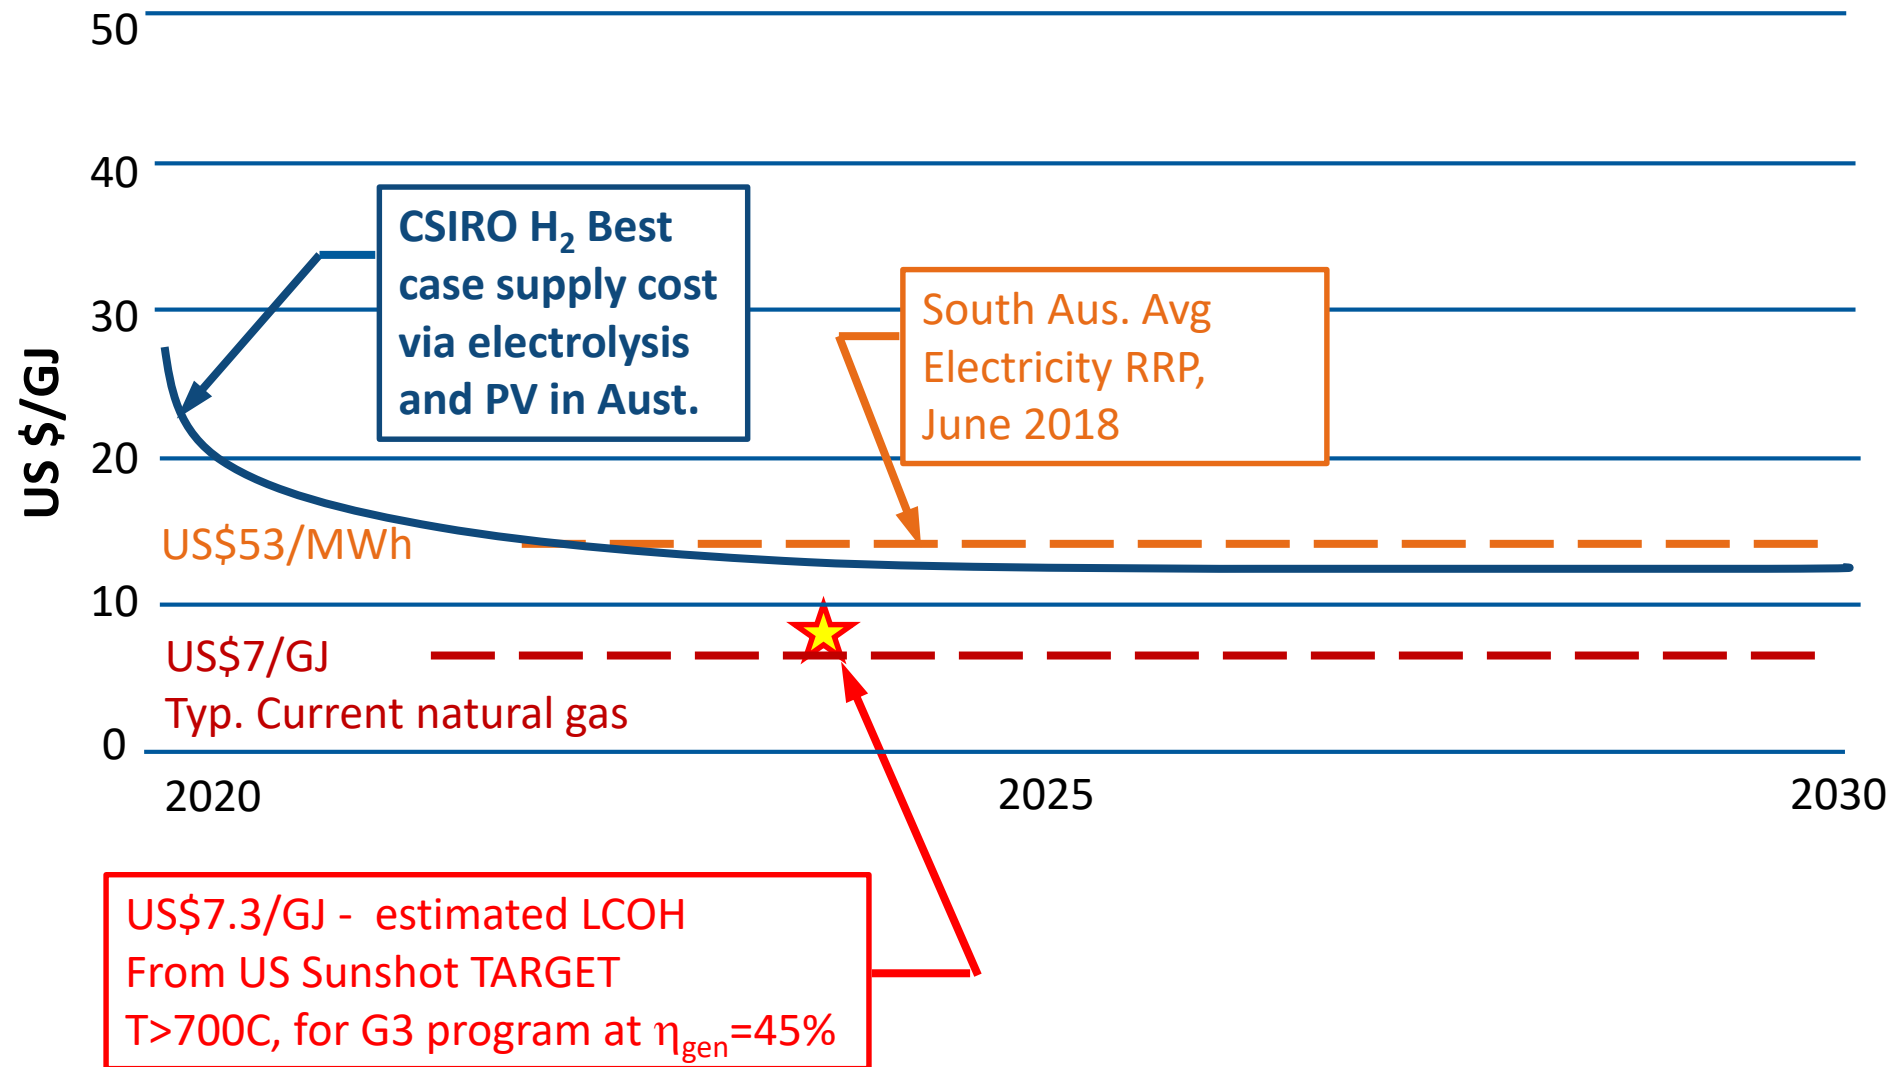 50
40
30
20
10
0
US $/GJ
CSIRO H₂ Best
case supply cost
via electrolysis
and PV in Aust.
South Aus. Avg
Electricity RRP,
June 2018
US$53/MWh
US$7/GJ
Typ. Current natural gas
2020
2025
2030
US$7.3/GJ - estimated LCOH
From US Sunshot TARGET
T>700C, for G3 program at ηgen=45%